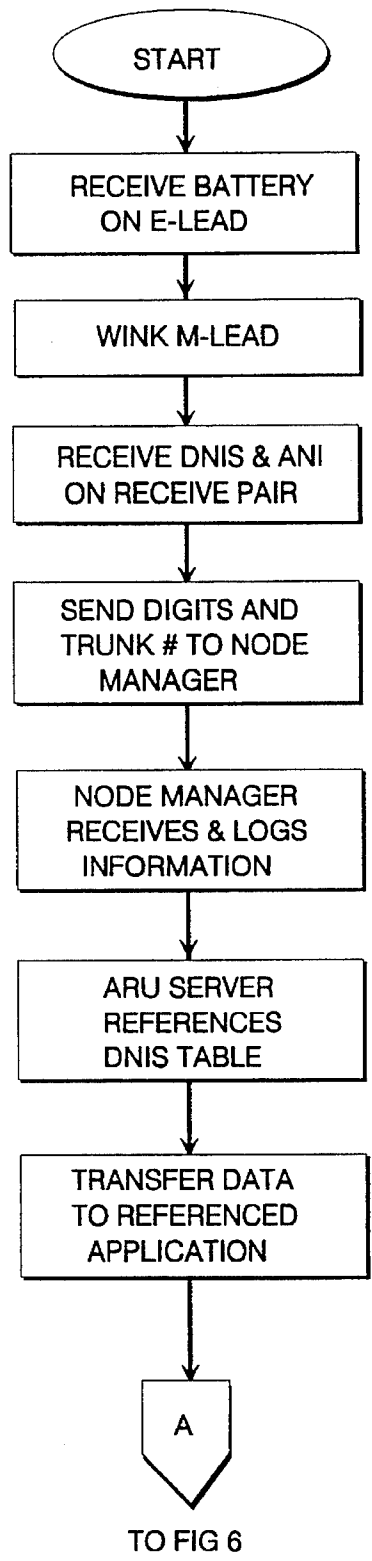 START
RECEIVE BATTERY
ON E-LEAD
WINK M-LEAD
RECEIVE DNIS & ANI
ON RECEIVE PAIR
SEND DIGITS AND
TRUNK # TO NODE
MANAGER
NODE MANAGER
RECEIVES & LOGS
INFORMATION
ARU SERVER
REFERENCES
DNIS TABLE
TRANSFER DATA
TO REFERENCED
APPLICATION
A
TO FIG 6